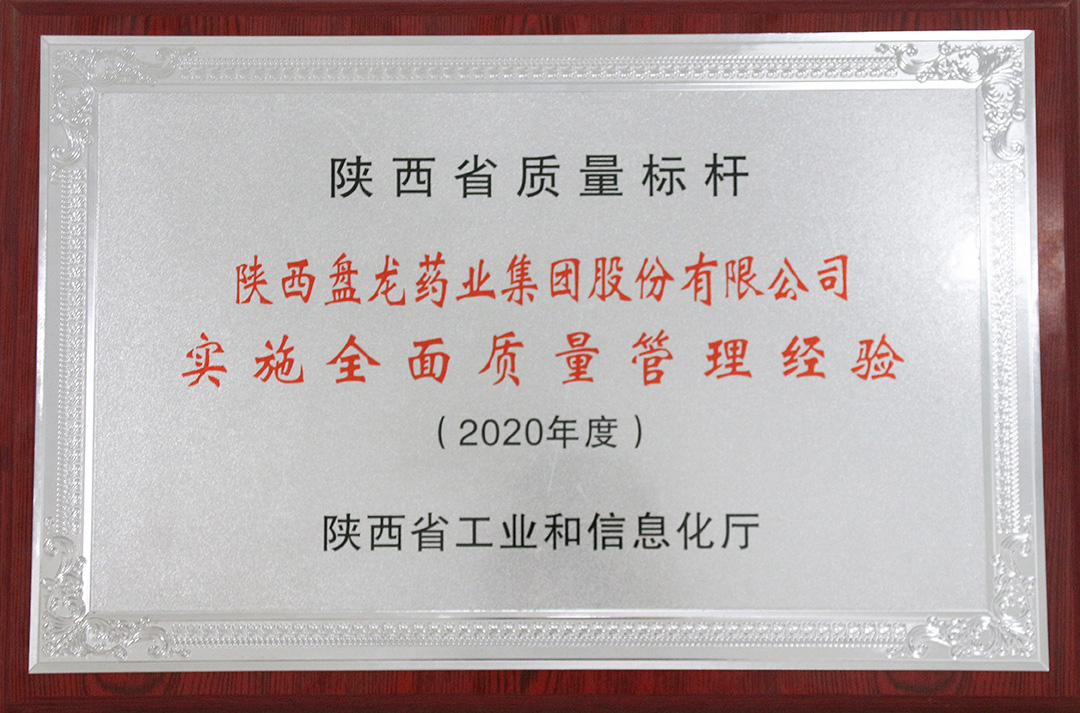 陕西省质量标杆
陕西盘龙药业集团股份有限公司
实施全面质量管理经验
（2020年度）
陕西省工业和信息化厅